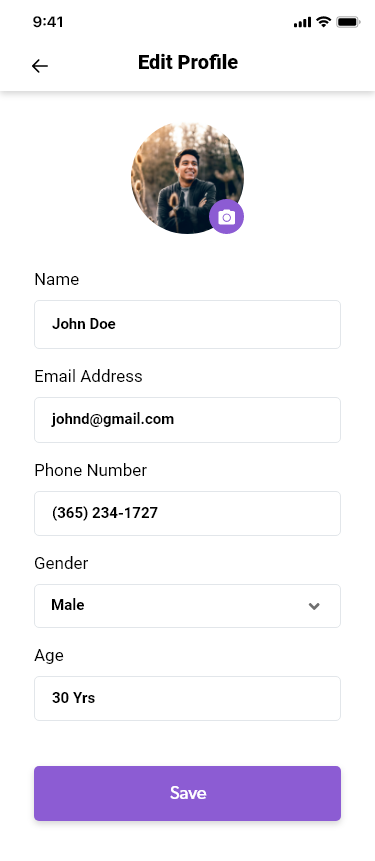 9:41
Edit Profile
Name
John Doe
Email Address
johnd@gmail.com
Phone Number
(365) 234-1727
Gender
Male
Age
30 Yrs
Save